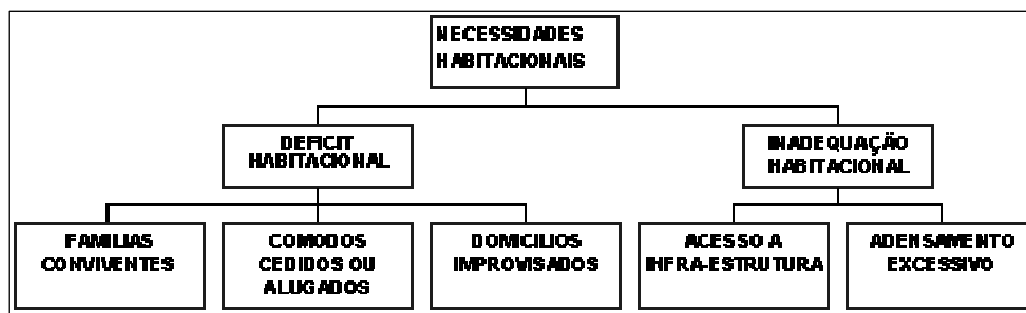 NECESSIDADES
HABITACIONAIS
DEFICIT
HABITACIONAL
INADEQUAÇÃO
HABITACIONAL
FAMILIAS
CONVIVENTES
COMODOS
CEDIDOS OU
ALUGADOS
DOMICILIOS
IMPROVISADOS
ACESSO A
INFRA-ESTRUTURA
ADENSAMENTO
EXCESSIVO